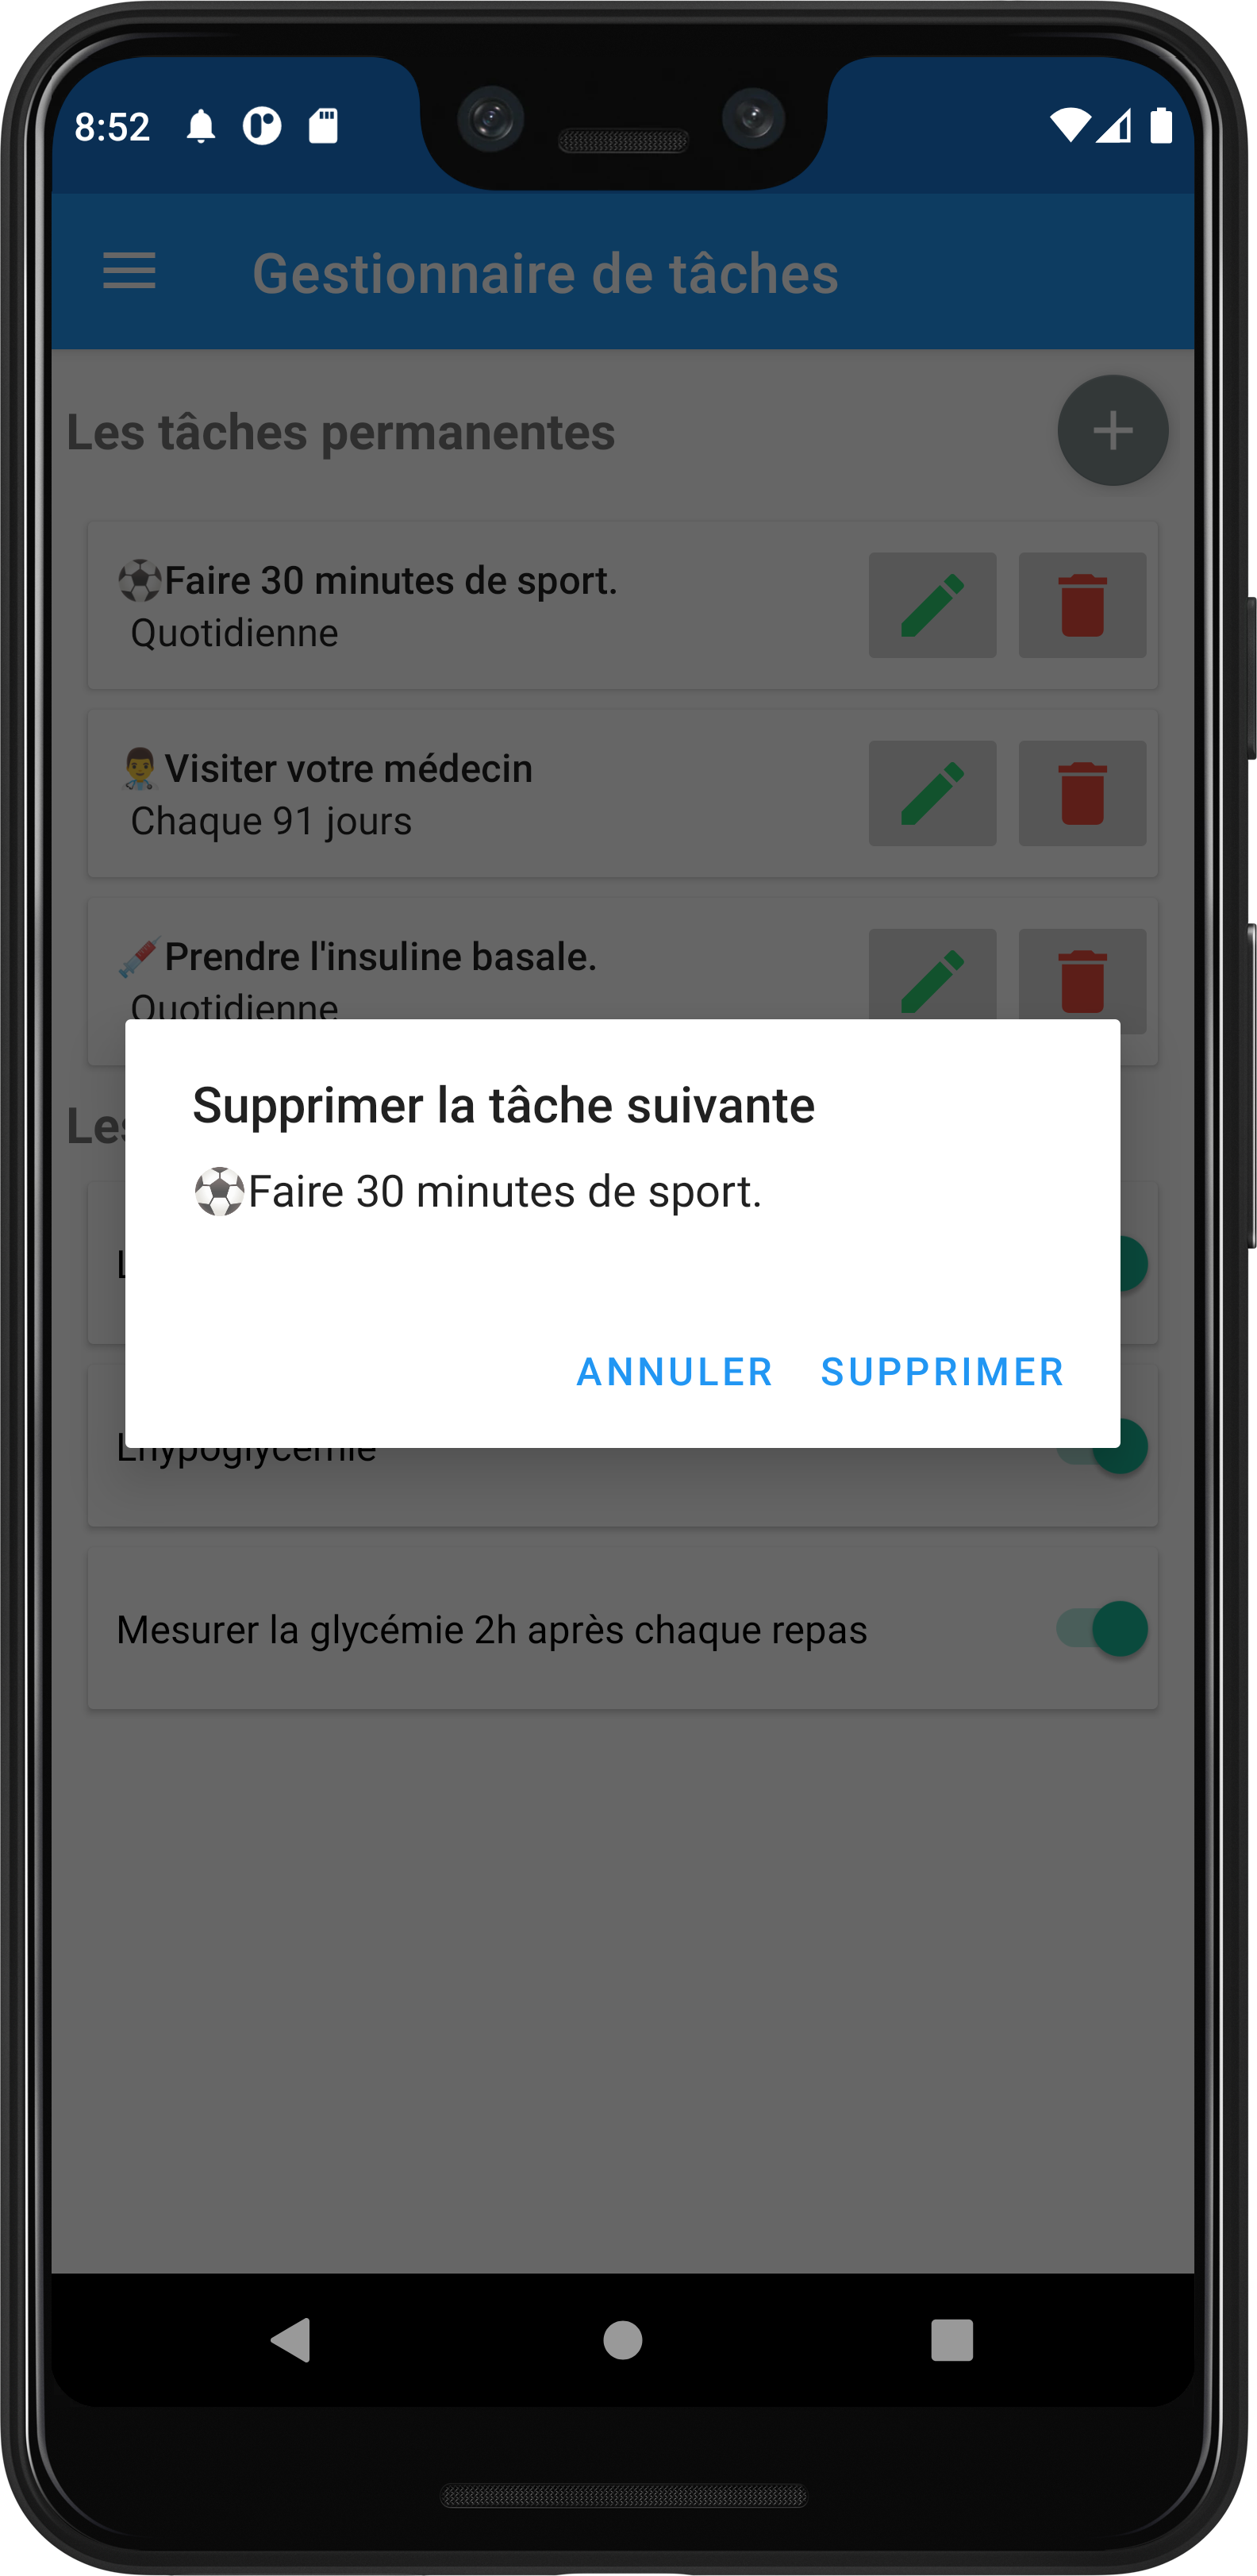 8:52
Gestionnaire de tâches
Les tâches permanentes
⚽Faire 30 minutes de sport.
Quotidienne
👨‍⚕️Visiter votre médecin
Chaque 91 jours
💉Prendre l'insuline basale.
Quotidienne
Les
Supprimer la tâche suivante
⚽Faire 30 minutes de sport.
ANNULER SUPPRIMER
Lhypoglycémie
Mesurer la glycémie 2h après chaque repas